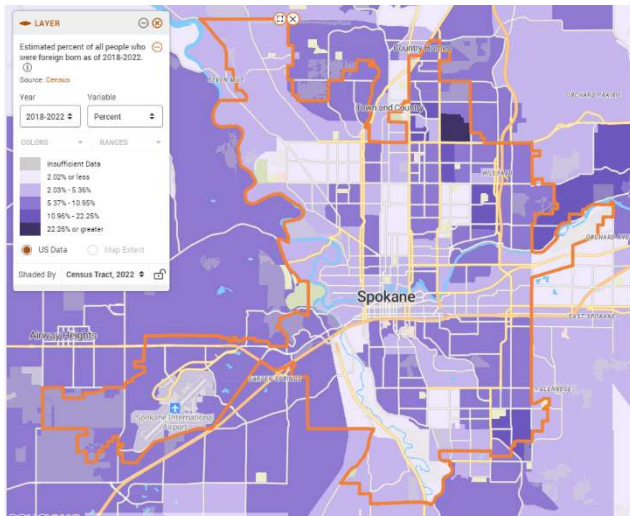 LAYER
Estimated percent of all people who
were foreign born as of 2018-2022.
Source: Census
Year
Variable
2018-2022
Percent
COLORS
RANGES
Insufficient Data
2.02% or less
2.03% - 5.36%
5.37% - 10.95%
10.96% - 22.25%
22.26% or greater
US Data
Map Extent
Shaded By
Census Tract, 2022
Country Homes
SEVEN MILE
ORCHARD PRAIRIE
Town and Country
HILLYARD
ORCHARD AVE
Spokane
EAST SPOKANE
Airway Heights
GARDEN SPRINGS
GLENROSE
Spokane International
Airport